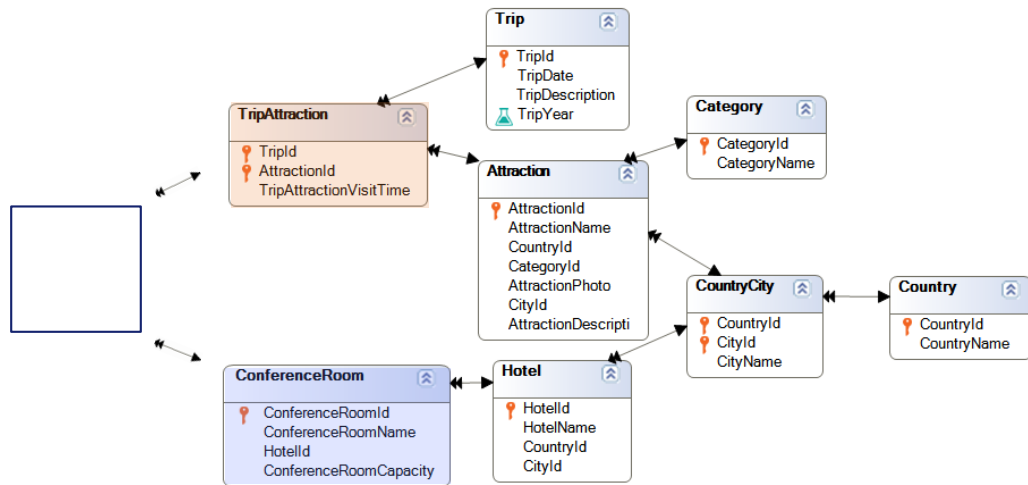 Trip
TripId
TripDate
TripDescription
TripYear
TripAttraction
TripId
AttractionId
TripAttractionVisitTime
Category
CategoryId
CategoryName
Attraction
AttractionId
AttractionName
CountryId
CategoryId
AttractionPhoto
CityId
AttractionDescripti
CountryCity
CountryId
CityId
CityName
Country
CountryId
CountryName
ConferenceRoom
ConferenceRoomId
ConferenceRoomName
HotelId
ConferenceRoomCapacity
Hotel
HotelId
HotelName
CountryId
CityId